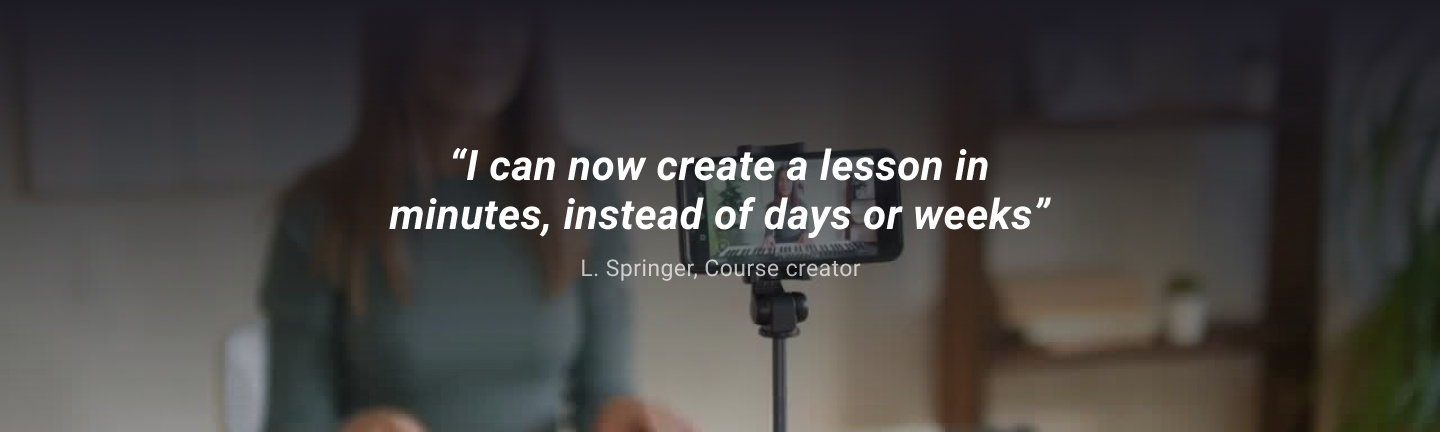 “I can now create a lesson in
minutes, instead of days or weeks”
L. Springer, Course creator